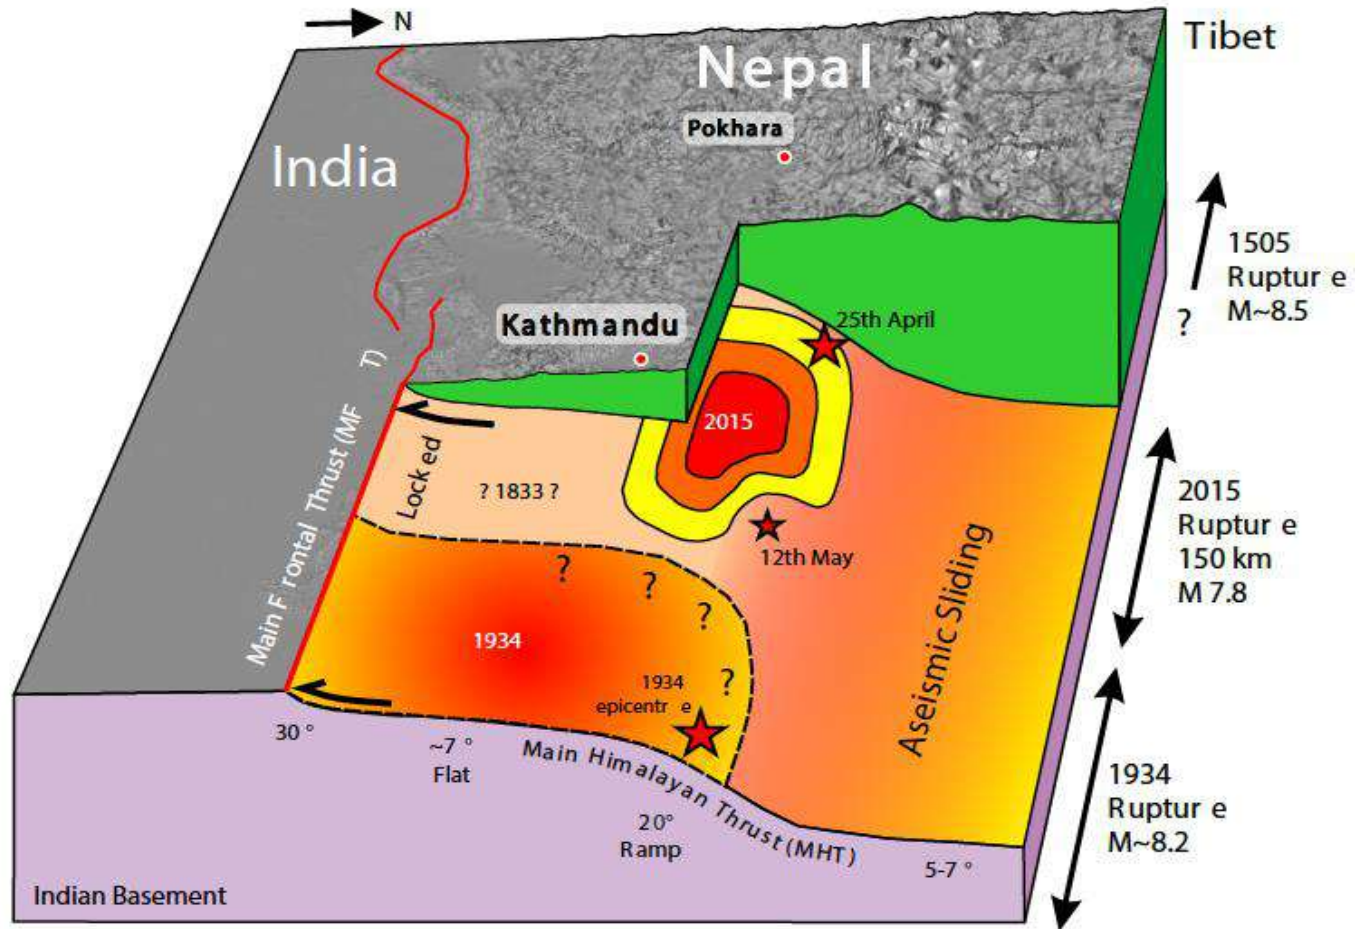 N
Tibet
Nepal
Pokhara
India
1505
Ruptur e
M~8.5
?
25th April
Kathmandu
Main F rontal Thrust (MF T)
2015
Locked
? 1833 ?
2015
Ruptur e
150 km
M 7.8
12th May
? ? ? ?
Aseismic Sliding
1934
1934
epicentr e
30 °
~7 °
Flat
Main Himalayan Thrust (MHT)
20°
Ramp
5-7 °
1934
Ruptur e
M~8.2
Indian Basement